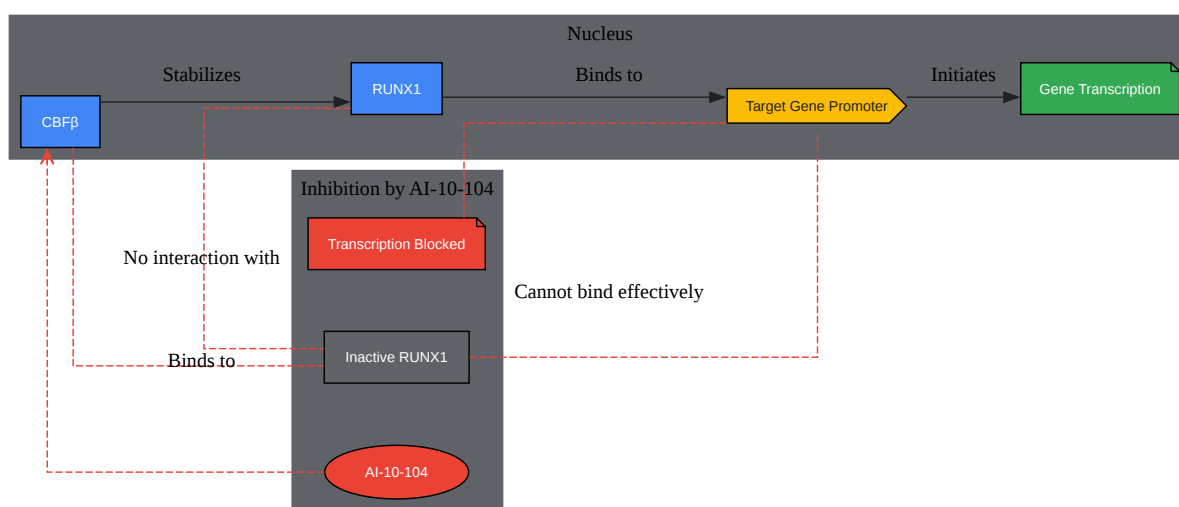 Nucleus
Stabilizes
Binds to
Initiates
RUNX1
Gene Transcription
Target Gene Promoter
CBFβ
Inhibition by AI-10-104
Transcription Blocked
No interaction with
Cannot bind effectively
Inactive RUNX1
Binds to
AI-10-104